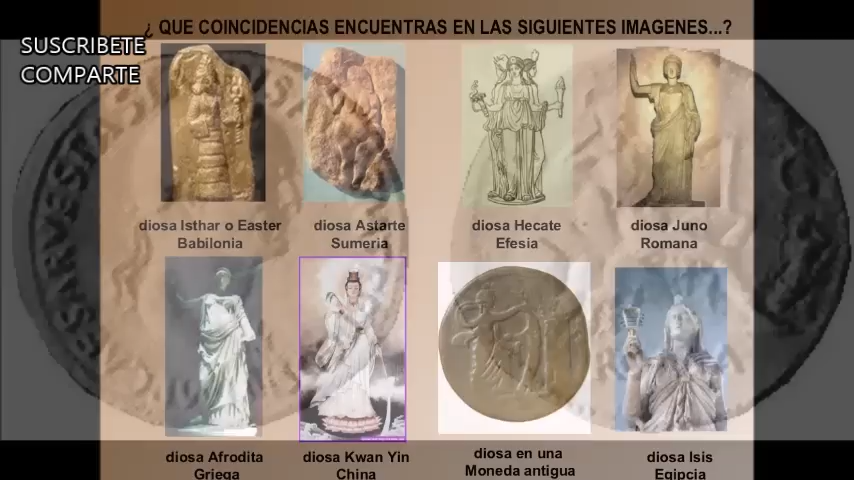 ¿ QUE COINCIDENCIAS ENCUENTRAS EN LAS SIGUIENTES IMAGENES...?
SUSCRIBETE
COMPARTE
diosa Isthar o Easter
Babilonia
diosa Astarte
Sumeria
diosa Hecate
Efesia
diosa Juno
Romana
diosa Afrodita
Griega
diosa Kwan Yin
China
diosa en una
Moneda antigua
diosa Isis
Egipcia